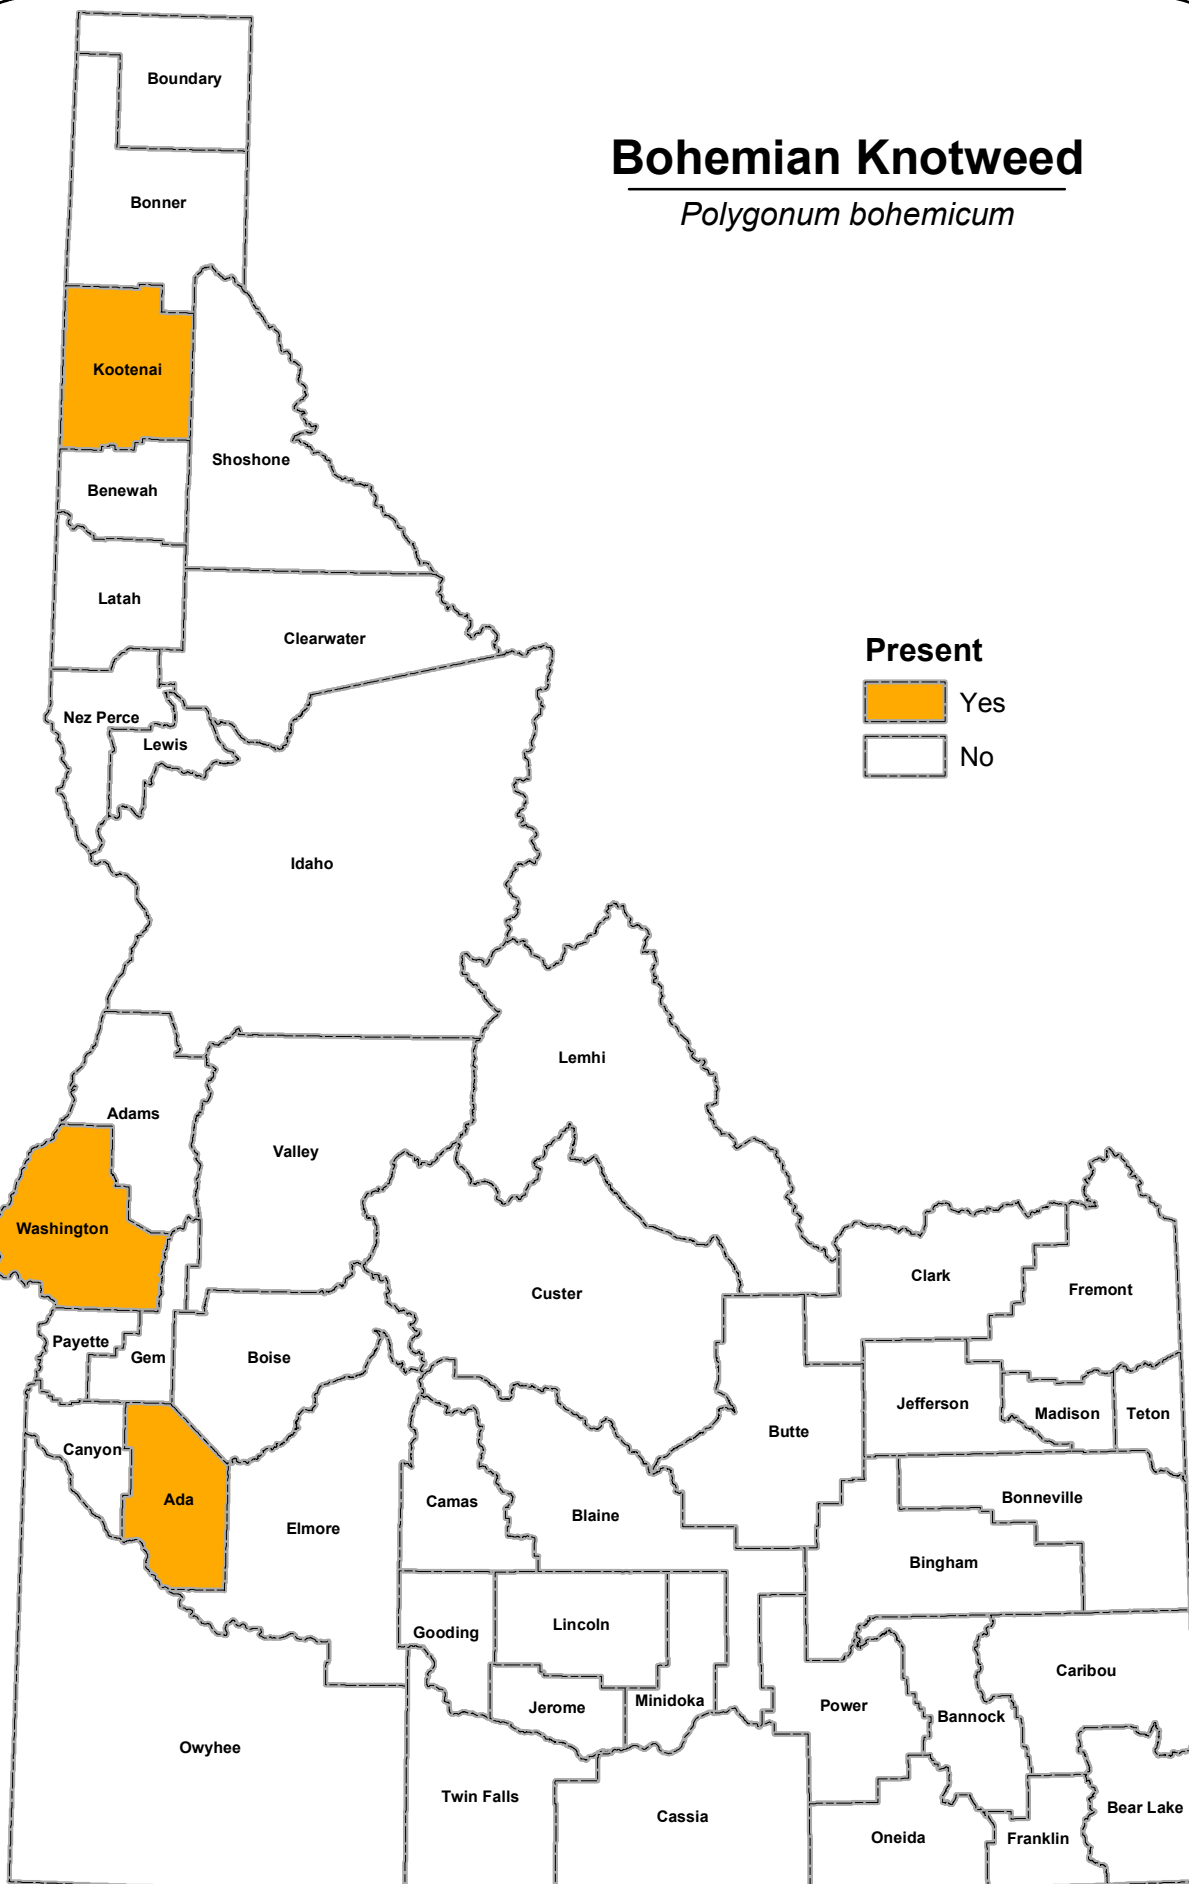 Boundary
Bohemian Knotweed
Polygonum bohemicum
Bonner
Kootenai
Shoshone
Benewah
Latah
Clearwater
Present
Yes
No
Nez Perce
Lewis
Idaho
Lemhi
Adams
Valley
Washington
Custer
Clark
Fremont
Payette
Gem
Boise
Jefferson
Madison
Teton
Butte
Canyon
Ada
Camas
Blaine
Bonneville
Elmore
Bingham
Gooding
Lincoln
Caribou
Minidoka
Jerome
Power
Bannock
Owyhee
Twin Falls
Cassia
Bear Lake
Oneida
Franklin